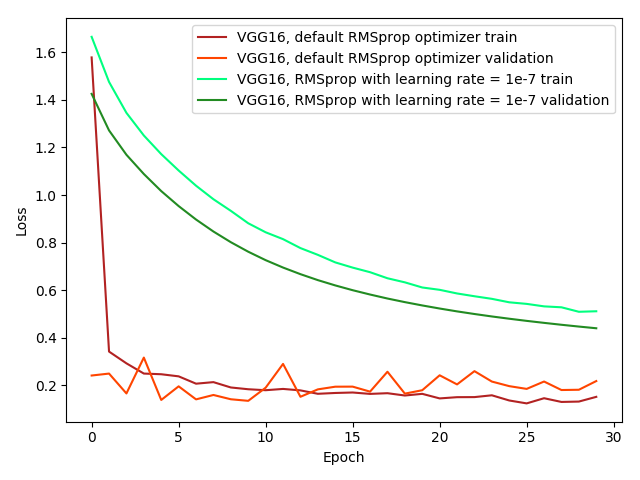 VGG16, default RMSprop optimizer train
VGG16, default RMSprop optimizer validation
VGG16, RMSprop with learning rate = 1e-7 train
VGG16, RMSprop with learning rate = 1e-7 validation
1.6
1.4
1.2
1.0
0.8
0.6
0.4
0.2
Loss
0 5 10 15 20 25 30
Epoch